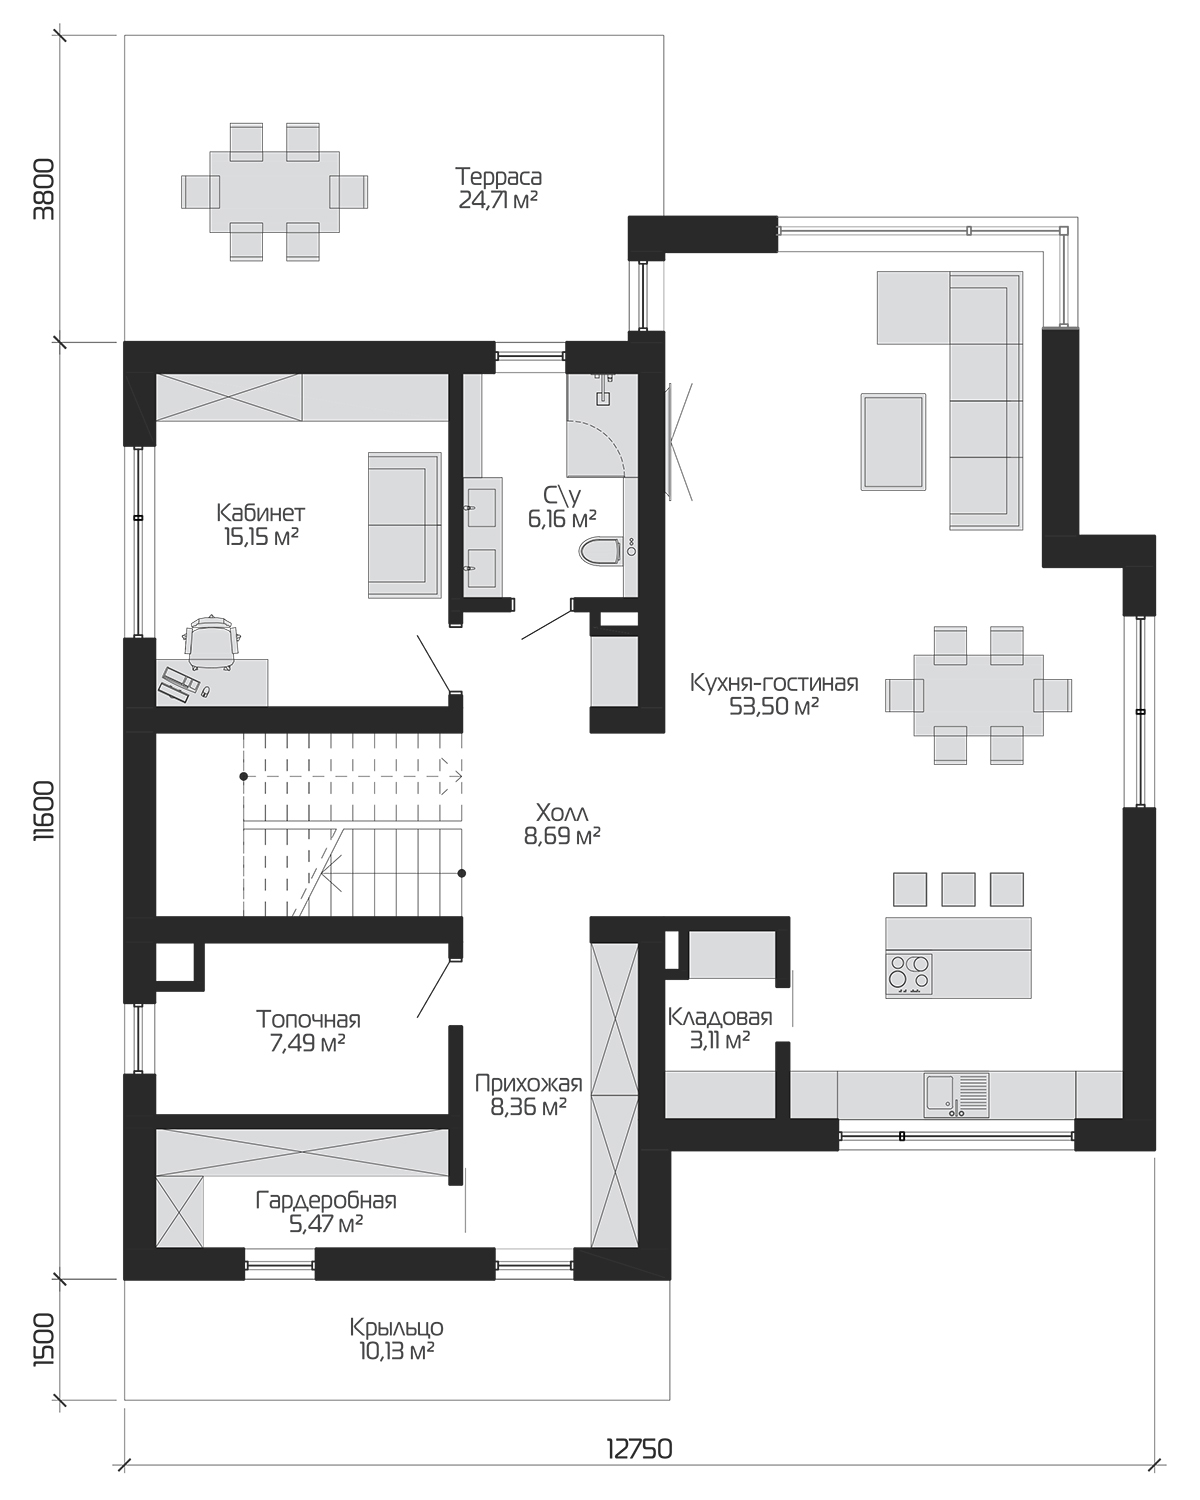 3800
Терраса
24,71 м²
Кабинет
15,15 м²
С\у
6,16 м²
Кухня-гостиная
53,50 м²
11600
Холл
8,69 м²
Топочная
7,49 м²
Кладовая
3,11 м²
Прихожая
8,36 м²
Гардеробная
5,47 м²
1500
Крыльцо
10,13 м²
12750